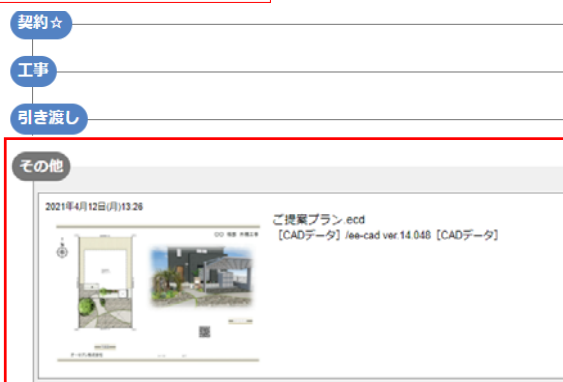 契約☆
工事
引き渡し
その他
2021年4月12日(月)13:26
ご提案プラン.ecd
[CADデータ] /ee-cad ver.14.048 [CADデータ]